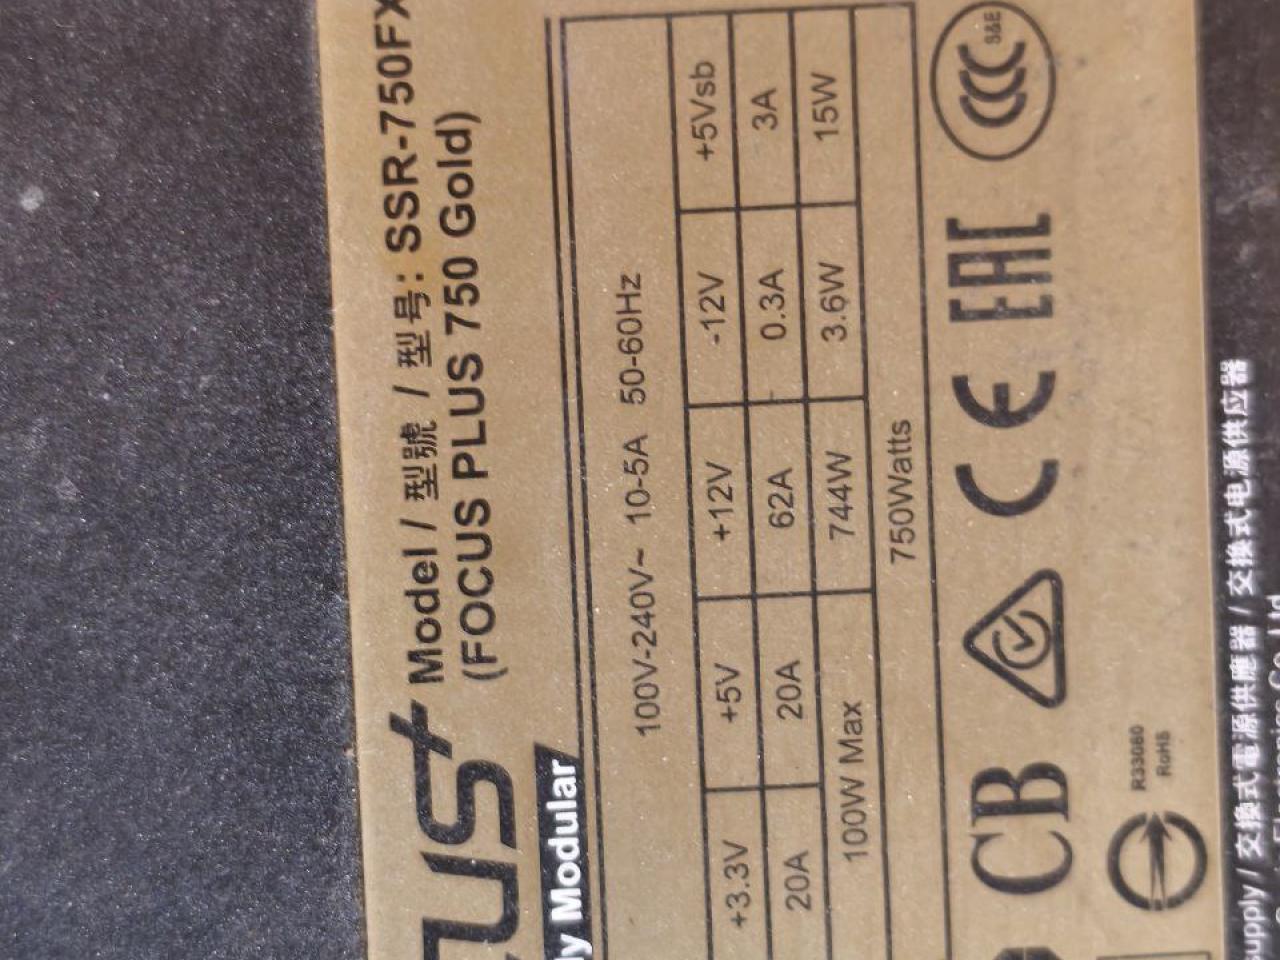 Model / 型號 / 型号: SSR-750FX
(FOCUS PLUS 750 Gold)
Modular
100V-240V~ 10-5A 50-60Hz
+3.3V +5V +12V -12V +5Vsb
20A 20A 62A 0.3A 3A
100W Max 744W 3.6W 15W
750Watts
CB CE EAC CCC S&E
R33080
RoHS
supply / 交換式電源供應器 / 交换式电源供应器